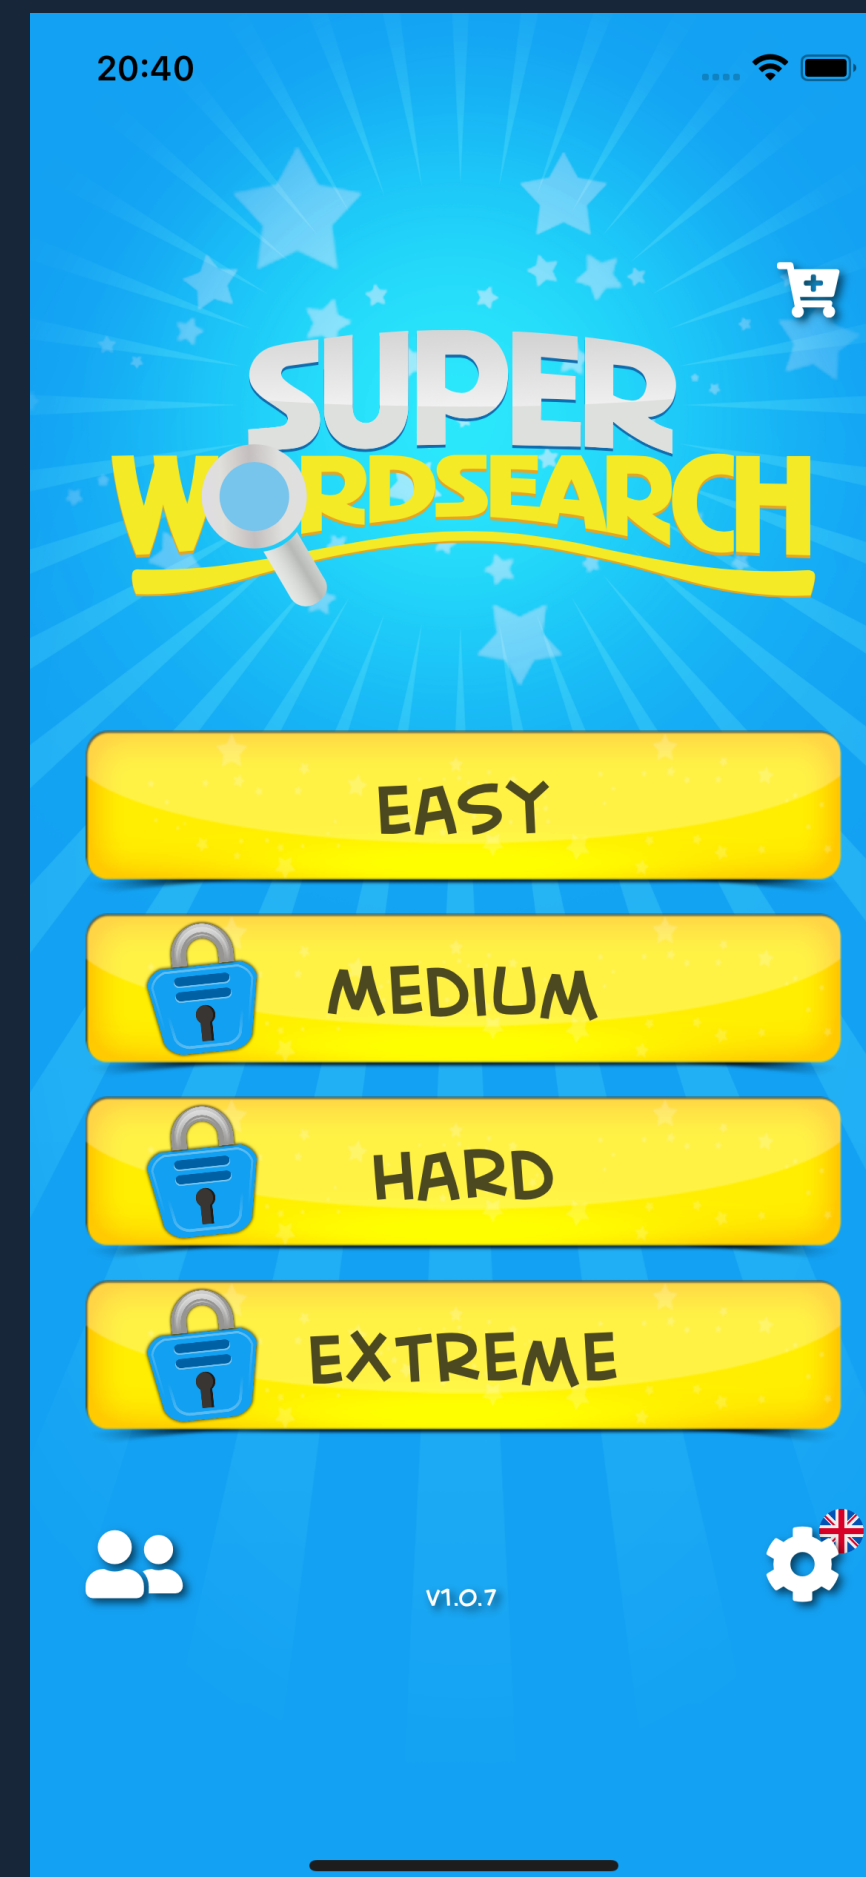 20:40
SUPER
WORDSEARCH
EASY
MEDIUM
HARD
EXTREME
V1.0.7